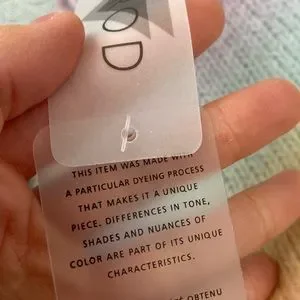 OD
THIS ITEM WAS MADE WITH
A PARTICULAR DYEING PROCESS
THAT MAKES IT A UNIQUE
PIECE, DIFFERENCES IN TONE,
SHADES AND NUANCES OF
COLOR ARE PART OF ITS UNIQUE
CHARACTERISTICS.
OBTENU